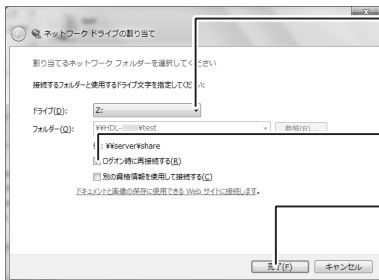 test
ネットワーク ドライブの割り当て
割り当てるネットワーク フォルダーを選択してください
接続するフォルダーと使用するドライブ文字を指定してください:
ドライブ(D): Z:
フォルダー(O): ¥¥HDL- ¥test 参照(B)...
: ¥¥server¥share
ログオン時に再接続する(R)
別の資格情報を使用して接続する(C)
ドキュメントと画像の保存に使用できる Web サイトに接続します。
完了(F) キャンセル